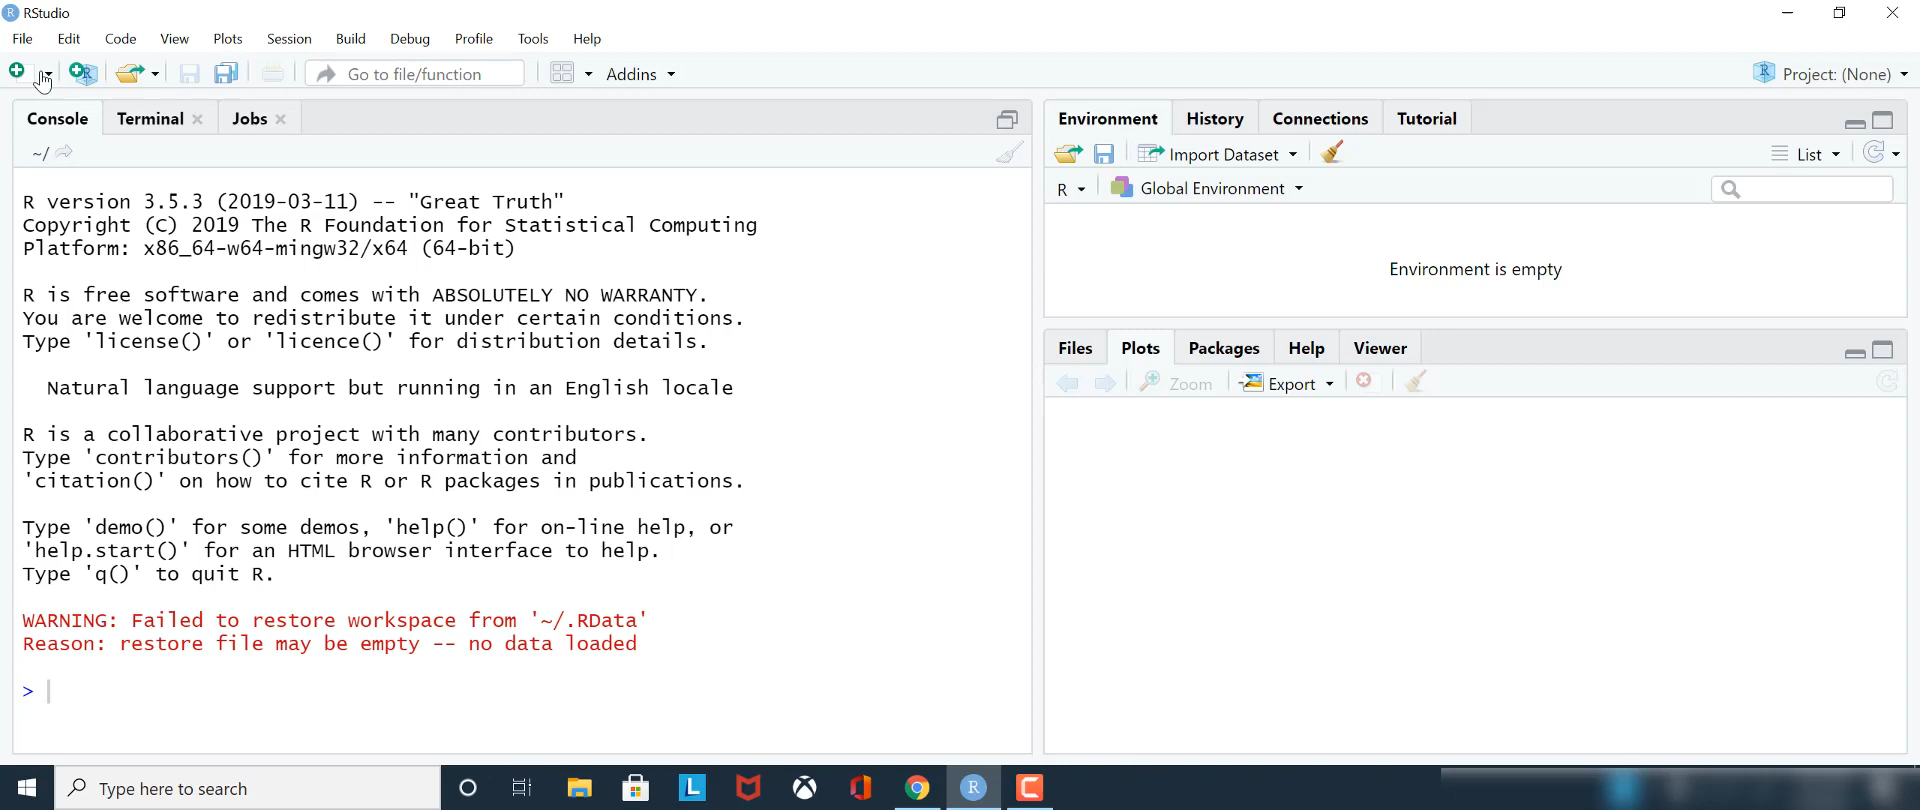 RStudio
File Edit Code View Plots Session Build Debug Profile Tools Help
Go to file/function Addins Project: (None)
Console Terminal Jobs
~/
R version 3.5.3 (2019-03-11) -- "Great Truth"
Copyright (C) 2019 The R Foundation for Statistical Computing
Platform: x86_64-w64-mingw32/x64 (64-bit)
R is free software and comes with ABSOLUTELY NO WARRANTY.
You are welcome to redistribute it under certain conditions.
Type 'license()' or 'licence()' for distribution details.
Natural language support but running in an English locale
R is a collaborative project with many contributors.
Type 'contributors()' for more information and
'citation()' on how to cite R or R packages in publications.
Type 'demo()' for some demos, 'help()' for on-line help, or
'help.start()' for an HTML browser interface to help.
Type 'q()' to quit R.
WARNING: Failed to restore workspace from '~/.RData'
Reason: restore file may be empty -- no data loaded
>
Environment History Connections Tutorial
Import Dataset List
R Global Environment
Environment is empty
Files Plots Packages Help Viewer
Zoom Export
Type here to search